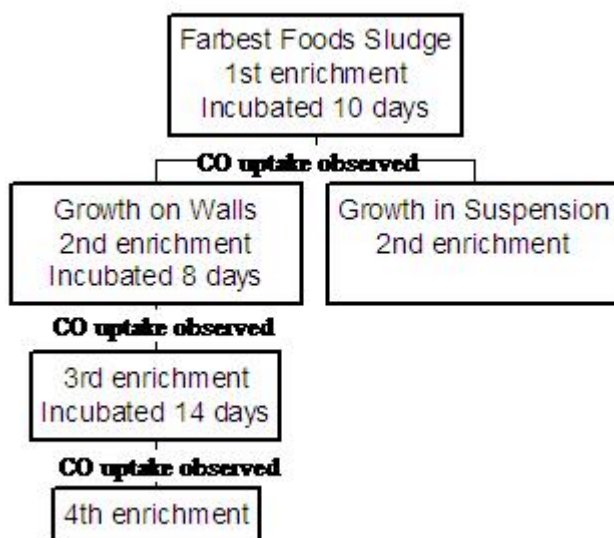 Farbest Foods Sludge
1st enrichment
Incubated 10 days
CO uptake observed
Growth on Walls
2nd enrichment
Incubated 8 days
Growth in Suspension
2nd enrichment
CO uptake observed
3rd enrichment
Incubated 14 days
CO uptake observed
4th enrichment